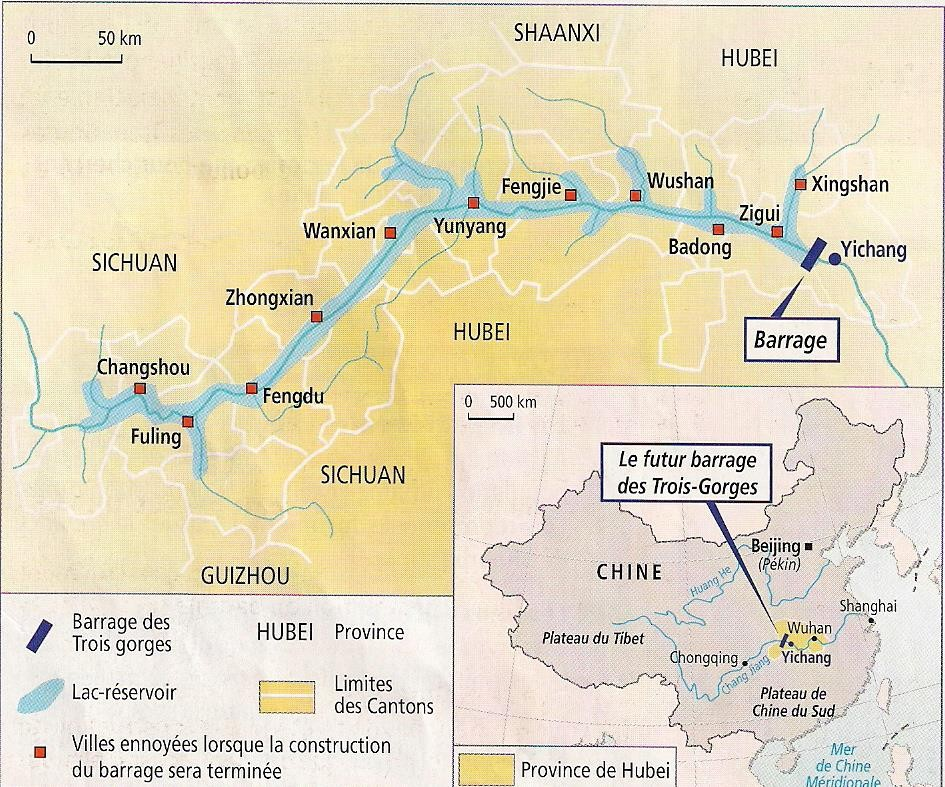 0 50 km
SHAANXI
HUBEI
Fengjie
Wushan
Xingshan
Wanxian
Yunyang
Zigui
Badong
Yichang
SICHUAN
Zhongxian
HUBEI
Barrage
Changshou
Fengdu
Fuling
SICHUAN
GUIZHOU
0 500 km
Le futur barrage
des Trois-Gorges
Beijing
(Pékin)
CHINE
Huang He
Shanghai
Plateau du Tibet
Wuhan
Chongqing
Yichang
Chang Jiang
Plateau de
Chine du Sud
Mer
de Chine
Méridionale
Province de Hubei
Barrage des
Trois gorges
HUBEI Province
Lac-réservoir
Limites
des Cantons
Villes ennoyées lorsque la construction
du barrage sera terminée